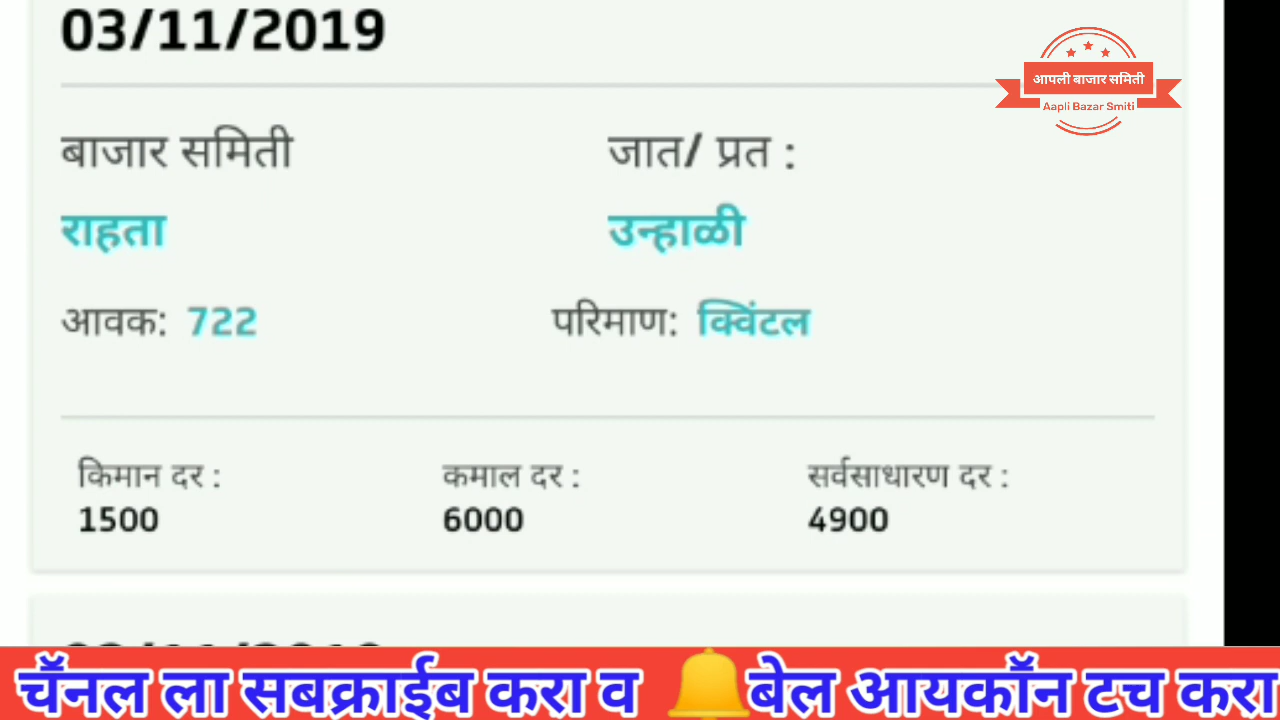 03/11/2019
आपली बाजार समिती
Aapli Bazar Smiti
बाजार समिती जात/ प्रत :
राहता उन्हाळी
आवक: 722 परिमाण: क्विंटल
किमान दर : कमाल दर : सर्वसाधारण दर :
1500 6000 4900
चॅनल ला सबक्राईब करा व 🔔बेल आयकॉन टच करा